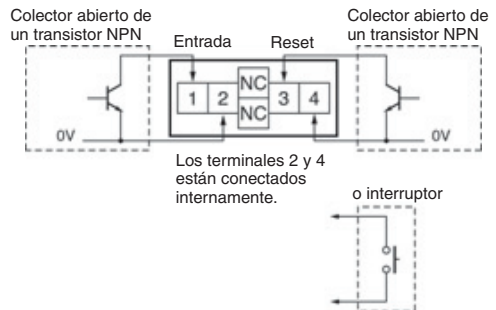 Colector abierto de
un transistor NPN
Colector abierto de
un transistor NPN
Entrada
Reset
1
2
NC
NC
3
4
0V
0V
Los terminales 2 y 4
están conectados
internamente.
o interruptor